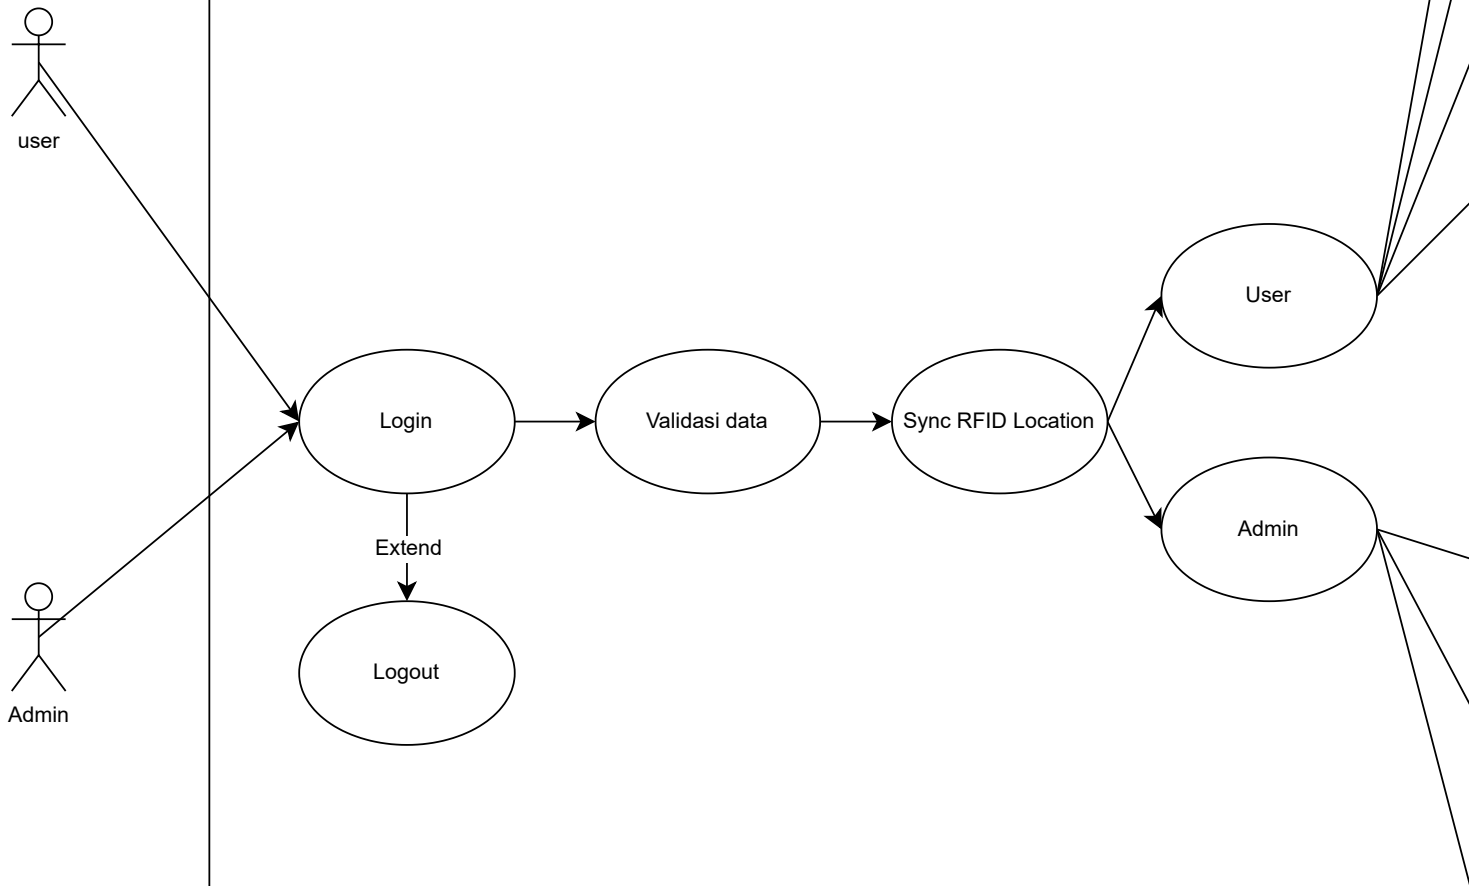 user
User
Login
Validasi data
Sync RFID Location
Admin
Extend
Logout
Admin